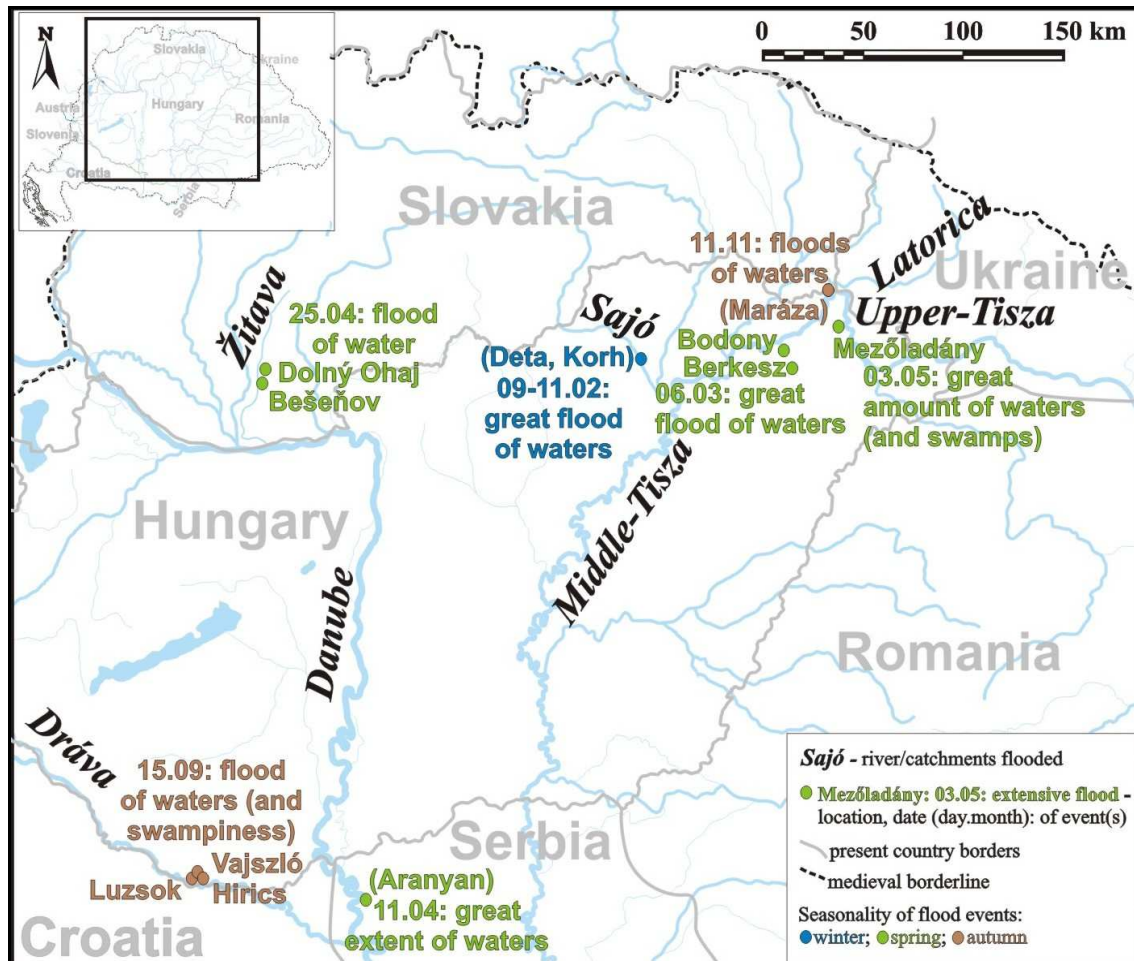 N
Slovakia
Ukraine
Austria
Hungary
Slovenia
Romania
Croatia
Serbia
0 50 100 150 km
Slovakia
Ukraine
Hungary
Romania
Serbia
Croatia
Žitava
Sajó
Latorica
Upper-Tisza
Middle-Tisza
Danube
Dráva
25.04: flood
of water
Dolný Ohaj
Bešeňov
(Deta, Korh)
09-11.02:
great flood
of waters
11.11: floods
of waters
(Maráza)
Bodony
Berkesz
06.03: great
flood of waters
Mezőladány
03.05: great
amount of waters
(and swamps)
15.09: flood
of waters (and
swampiness)
Vajszló
Luzsok
Hirics
(Aranyan)
11.04: great
extent of waters
Sajó - river/catchments flooded
Mezőladány: 03.05: extensive flood -
location, date (day.month): of event(s)
present country borders
medieval borderline
Seasonality of flood events:
winter; spring; autumn